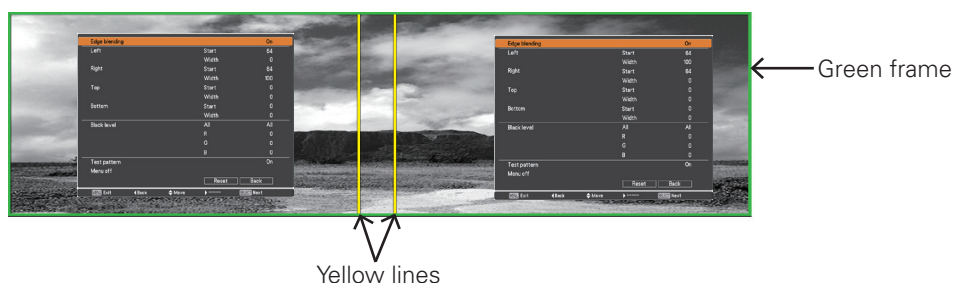 Edge blending On
Left Start 64
Width 0
Right Start 64
Width 100
Top Start 0
Width 0
Bottom Start 0
Width 0
Black level All All
R 0
G 0
B 0
Test pattern On
Menu off
Reset Back
Exit Back Move Next
Edge blending On
Left Start 64
Width 100
Right Start 64
Width 0
Top Start 0
Width 0
Bottom Start 0
Width 0
Black level All All
R 0
G 0
B 0
Test pattern On
Menu off
Reset Back
Exit Back Move Next
Green frame
Yellow lines